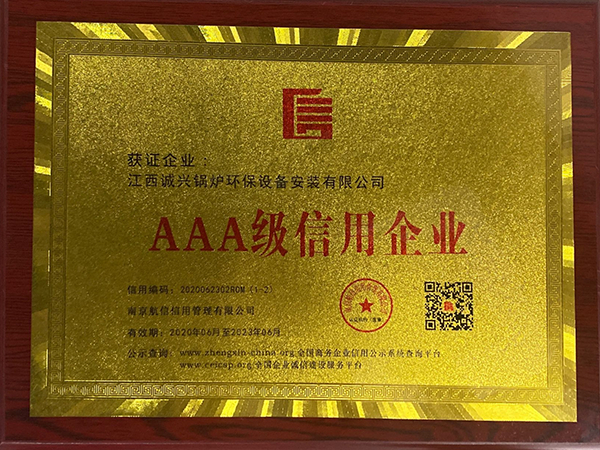 获证企业：
江西诚兴锅炉环保设备安装有限公司
AAA级信用企业
信用编码：2020062302ROM（1-2）
南京航信信用管理有限公司
有效期：2020年06月至2023年06月
公示查询：www.zhengxin-china.org全国商务企业信用公示系统查询平台
www.ceicap.org全国企业诚信建设服务平台